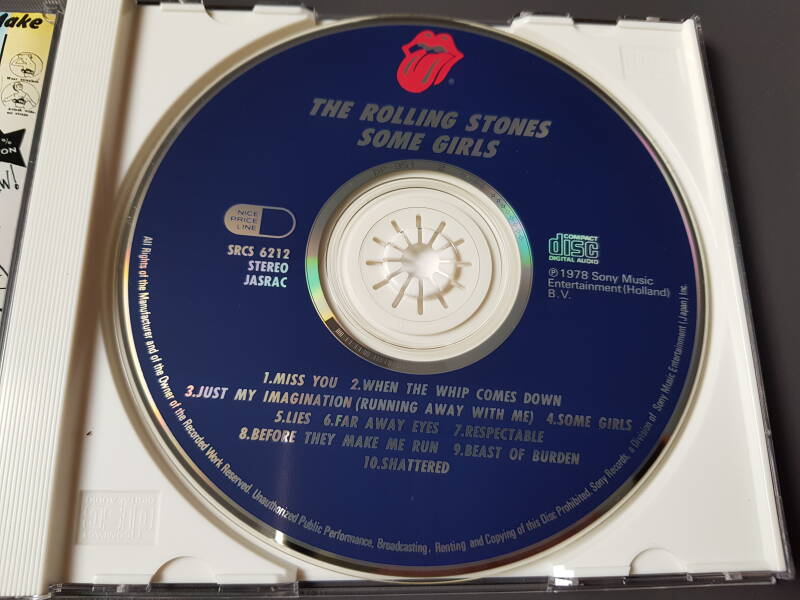 Make
ON
W!
THE ROLLING STONES
SOME GIRLS
NICE
PRICE
LINE
SRCS 6212
STEREO
JASRAC
COMPACT
disc
DIGITAL AUDIO
℗ 1978 Sony Music
Entertainment (Holland)
B.V.
1.MISS YOU 2.WHEN THE WHIP COMES DOWN
3.JUST MY IMAGINATION (RUNNING AWAY WITH ME) 4.SOME GIRLS
5.LIES 6.FAR AWAY EYES 7.RESPECTABLE
8.BEFORE THEY MAKE ME RUN 9.BEAST OF BURDEN
10.SHATTERED
All Rights of the Manufacturer and of the Owner of the Recorded Work Reserved. Unauthorized Public Performance, Broadcasting, Renting and Copying of this Disc Prohibited. Sony Records, a Division of Sony Music Entertainment (Japan) Inc.